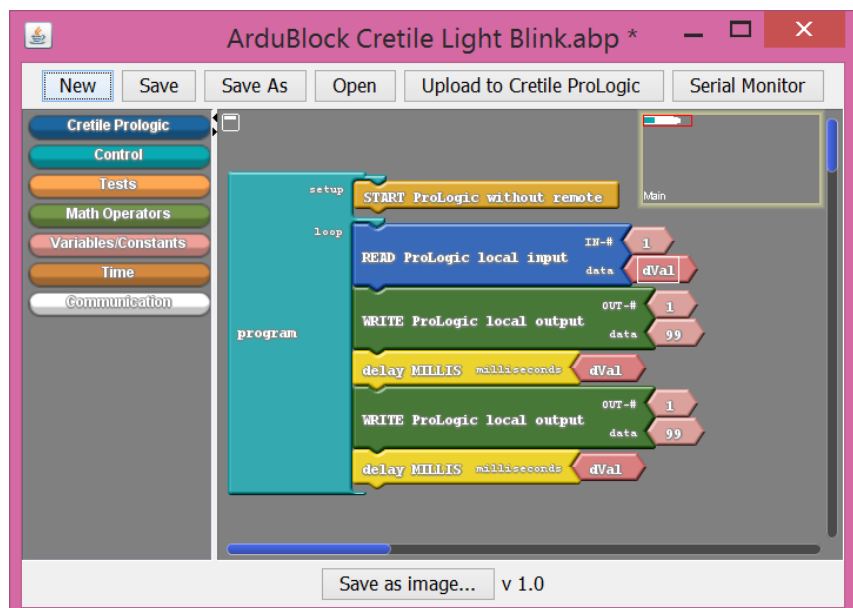 ArduBlock Cretile Light Blink.abp *
New Save Save As Open Upload to Cretile ProLogic Serial Monitor
Cretile Prologic
Control
Tests
Math Operators
Variables/Constants
Time
Communication
Main
program
setup START ProLogic without remote
loop
READ ProLogic local input IN-# 1
data dVal
WRITE ProLogic local output OUT-# 1
data 99
delay MILLIS milliseconds dVal
WRITE ProLogic local output OUT-# 1
data 99
delay MILLIS milliseconds dVal
Save as image... v 1.0